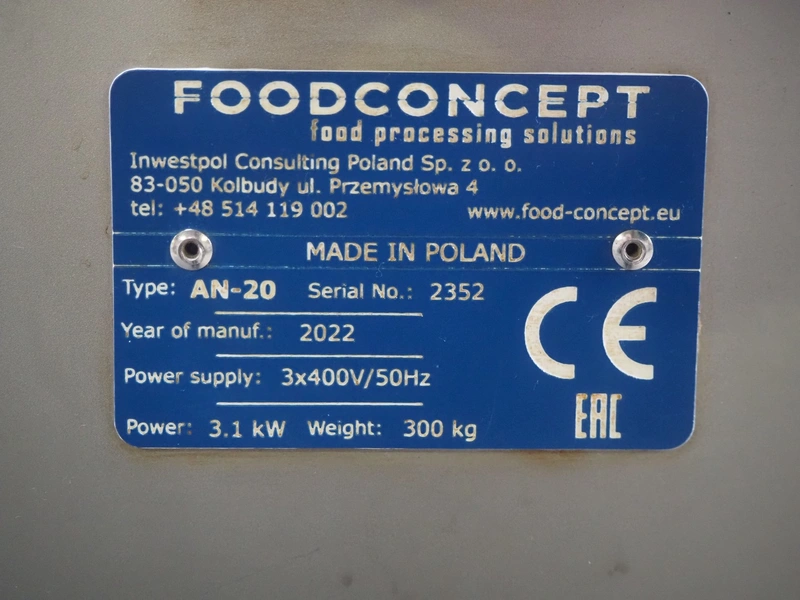 FOODCONCEPT
food processing solutions
Inwestpol Consulting Poland Sp. z o. o.
83-050 Kolbudy ul. Przemysłowa 4
tel: +48 514 119 002 www.food-concept.eu
MADE IN POLAND
Type: AN-20 Serial No.: 2352
Year of manuf.: 2022
Power supply: 3x400V/50Hz
Power: 3.1 kW Weight: 300 kg
CE
EAC